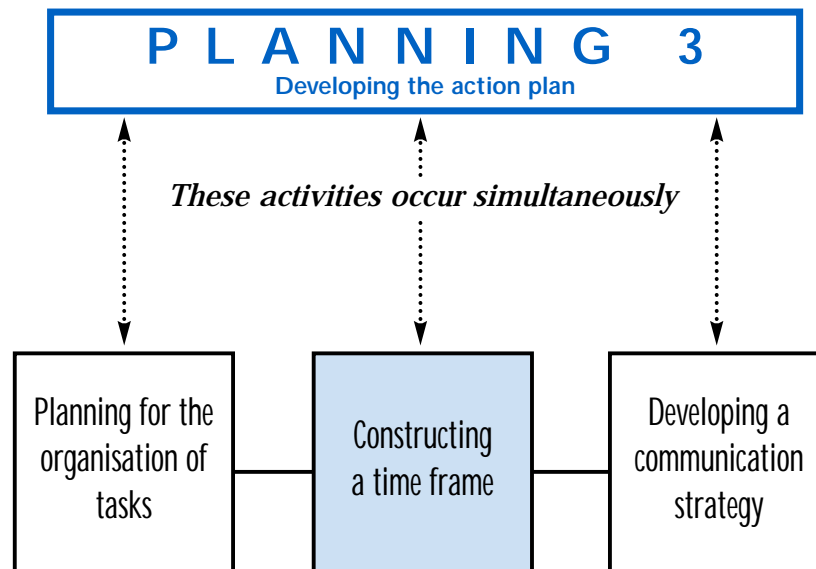 PLANNING 3
Developing the action plan
These activities occur simultaneously
Planning for the
organisation of
tasks
Constructing
a time frame
Developing a
communication
strategy